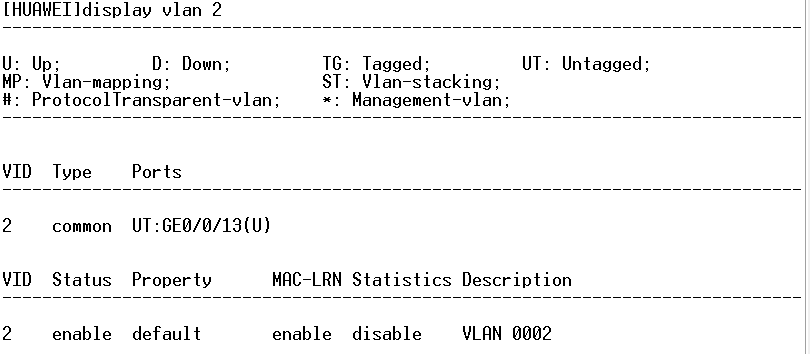 [HUAWEI]display vlan 2
--------------------------------------------------------------------------------
U: Up;         D: Down;         TG: Tagged;         UT: Untagged;
MP: Vlan-mapping;               ST: Vlan-stacking;
#: ProtocolTransparent-vlan;    *: Management-vlan;
--------------------------------------------------------------------------------
VID  Type    Ports
--------------------------------------------------------------------------------
2    common  UT:GE0/0/13(U)
VID  Status  Property      MAC-LRN Statistics Description
--------------------------------------------------------------------------------
2    enable  default       enable  disable    VLAN 0002